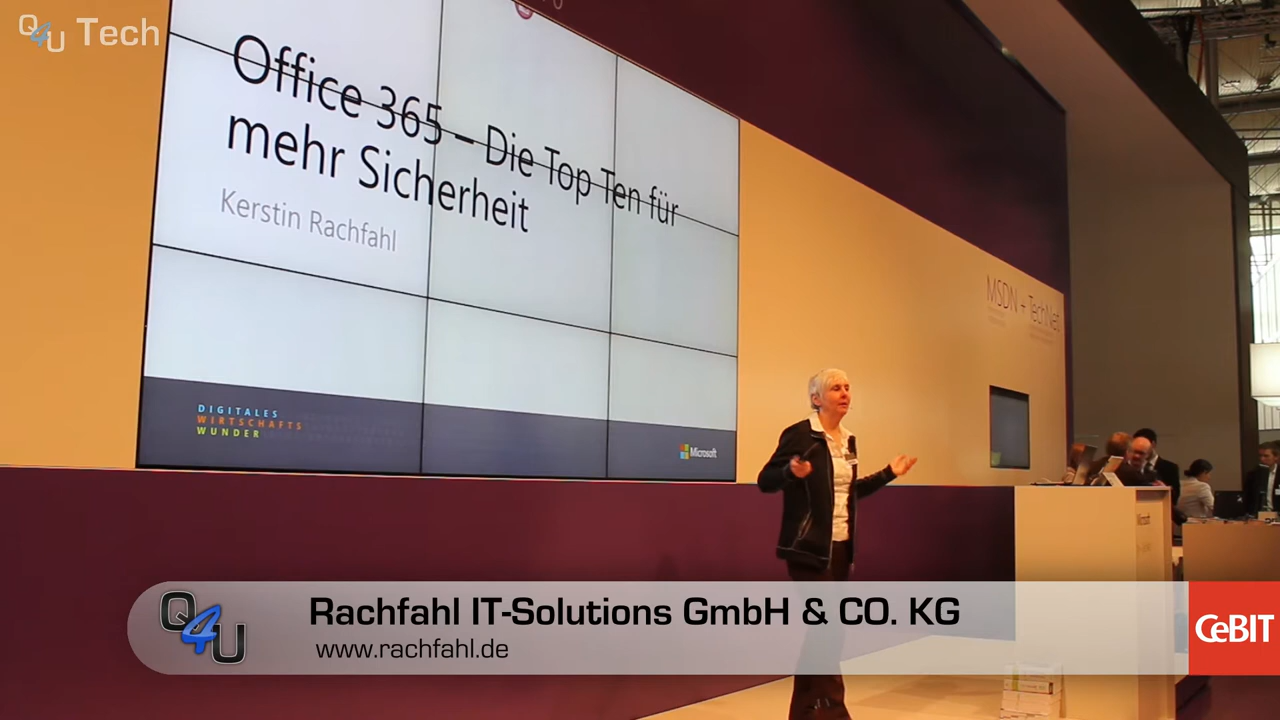 Q4U Tech
Office 365 – Die Top Ten für
mehr Sicherheit
Kerstin Rachfahl
DIGITALES
WIRTSCHAFTS
WUNDER
Microsoft
MSDN + TechNet
Microsoft
Q4U
Rachfahl IT-Solutions GmbH & CO. KG
www.rachfahl.de
CeBIT